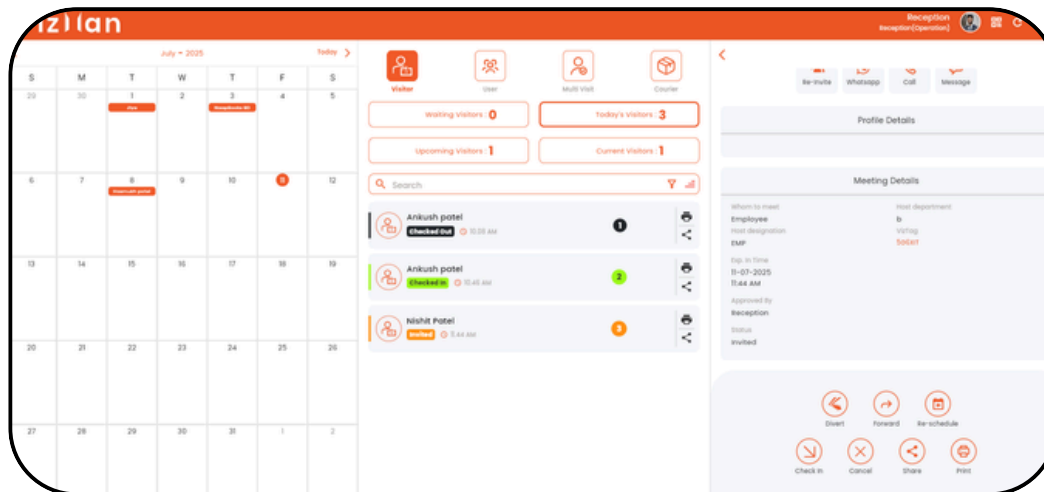 Reception
Reception(Operation)
July 2025
Today
S M T W T F S
29 30 1 2 3 4 5
6 7 8 9 10 11 12
Ankush patel
13 14 15 16 17 18 19
20 21 22 23 24 25 26
27 28 29 30 31 1 2
Visitor User Multi Visit Courier
Waiting Visitors : 0 Today's Visitors : 3
Upcoming Visitors : 1 Current Visitors : 1
Search
Ankush patel
Checked Out 10:39 AM
1
Ankush patel
Checked In 10:46 AM
2
Nishit Patel
Invited 11:44 AM
3
Re-Invite Whatsapp Call Message
Profile Details
Meeting Details
Whom to meet Host department
Employee b
Host designation VizTag
EMP
Exp. In Time
11-07-2025
11:44 AM
Approved By
Reception
Status
Invited
Divert Forward Re-schedule
Check In Cancel Share Print